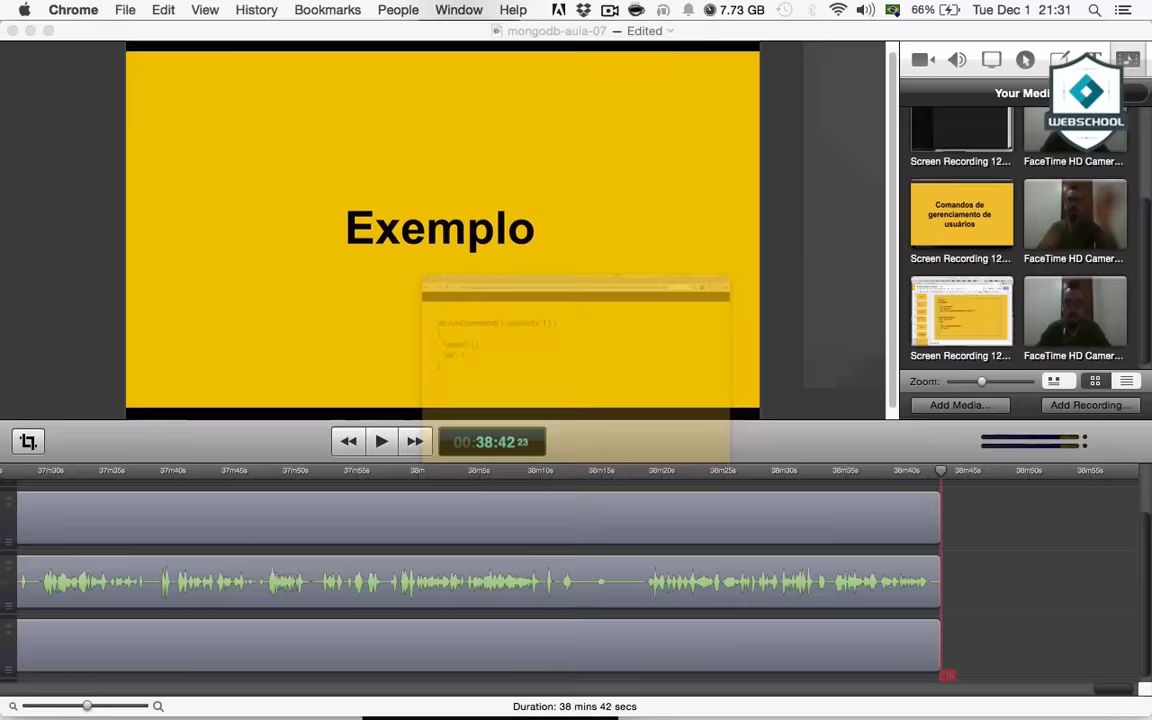 Chrome File Edit View History Bookmarks People Window Help 7.73 GB 66% Tue Dec 1 21:31
mongodb-aula-07 — Edited
Exemplo
Your Medi
WEBSCHOOL
Screen Recording 12... FaceTime HD Camer...
Comandos de
gerenciamento de
usuários
Screen Recording 12... FaceTime HD Camer...
Screen Recording 12... FaceTime HD Camer...
Zoom:
Add Media... Add Recording...
00:38:42 23
37m30s 37m35s 37m40s 37m45s 37m50s 37m55s 38m 38m5s 38m10s 38m15s 38m20s 38m25s 38m30s 38m35s 38m40s 38m45s 38m50s 38m55s
Duration: 38 mins 42 secs